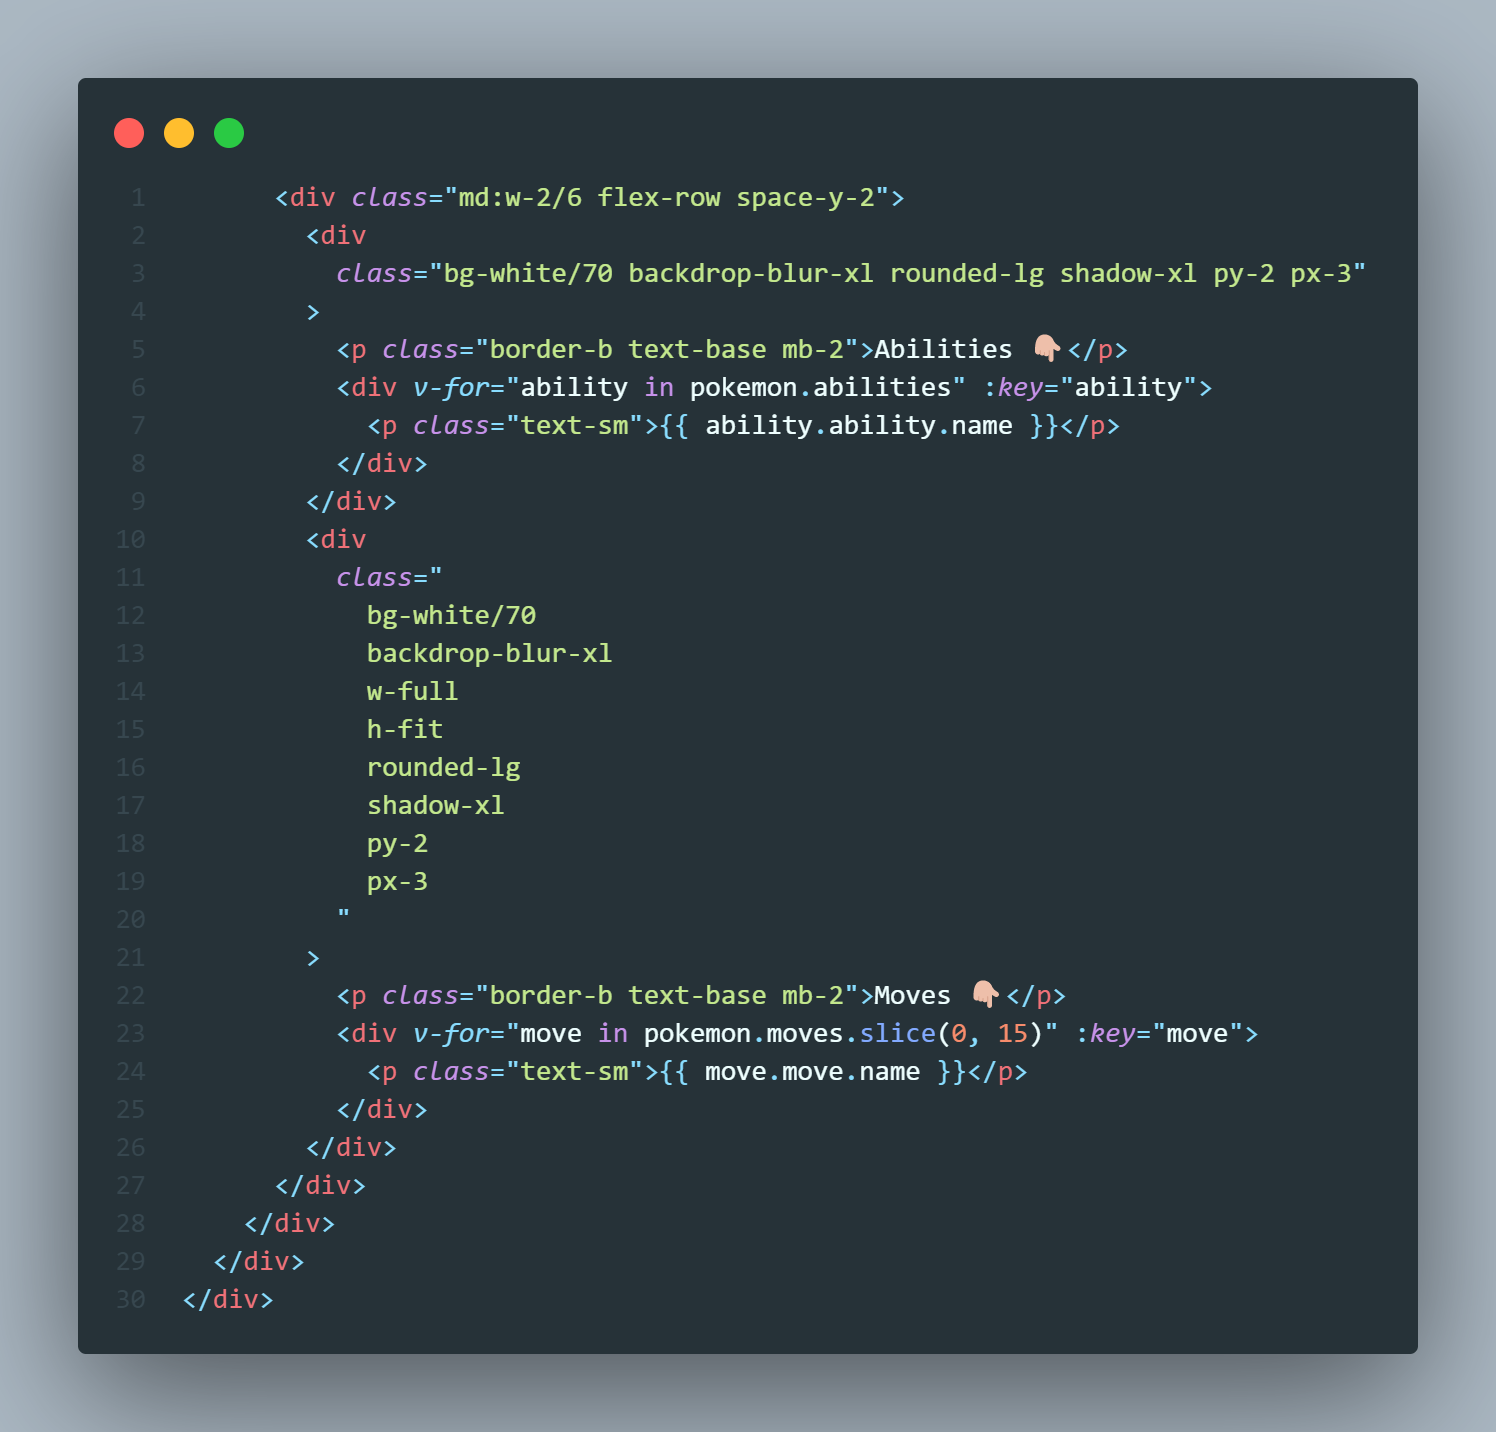 1       <div class="md:w-2/6 flex-row space-y-2">
2         <div
3           class="bg-white/70 backdrop-blur-xl rounded-lg shadow-xl py-2 px-3"
4         >
5           <p class="border-b text-base mb-2">Abilities 👇🏼</p>
6           <div v-for="ability in pokemon.abilities" :key="ability">
7             <p class="text-sm">{{ ability.ability.name }}</p>
8           </div>
9         </div>
10        <div
11          class="
12            bg-white/70
13            backdrop-blur-xl
14            w-full
15            h-fit
16            rounded-lg
17            shadow-xl
18            py-2
19            px-3
20          "
21        >
22          <p class="border-b text-base mb-2">Moves 👇🏼</p>
23          <div v-for="move in pokemon.moves.slice(0, 15)" :key="move">
24            <p class="text-sm">{{ move.move.name }}</p>
25          </div>
26        </div>
27      </div>
28    </div>
29  </div>
30 </div>